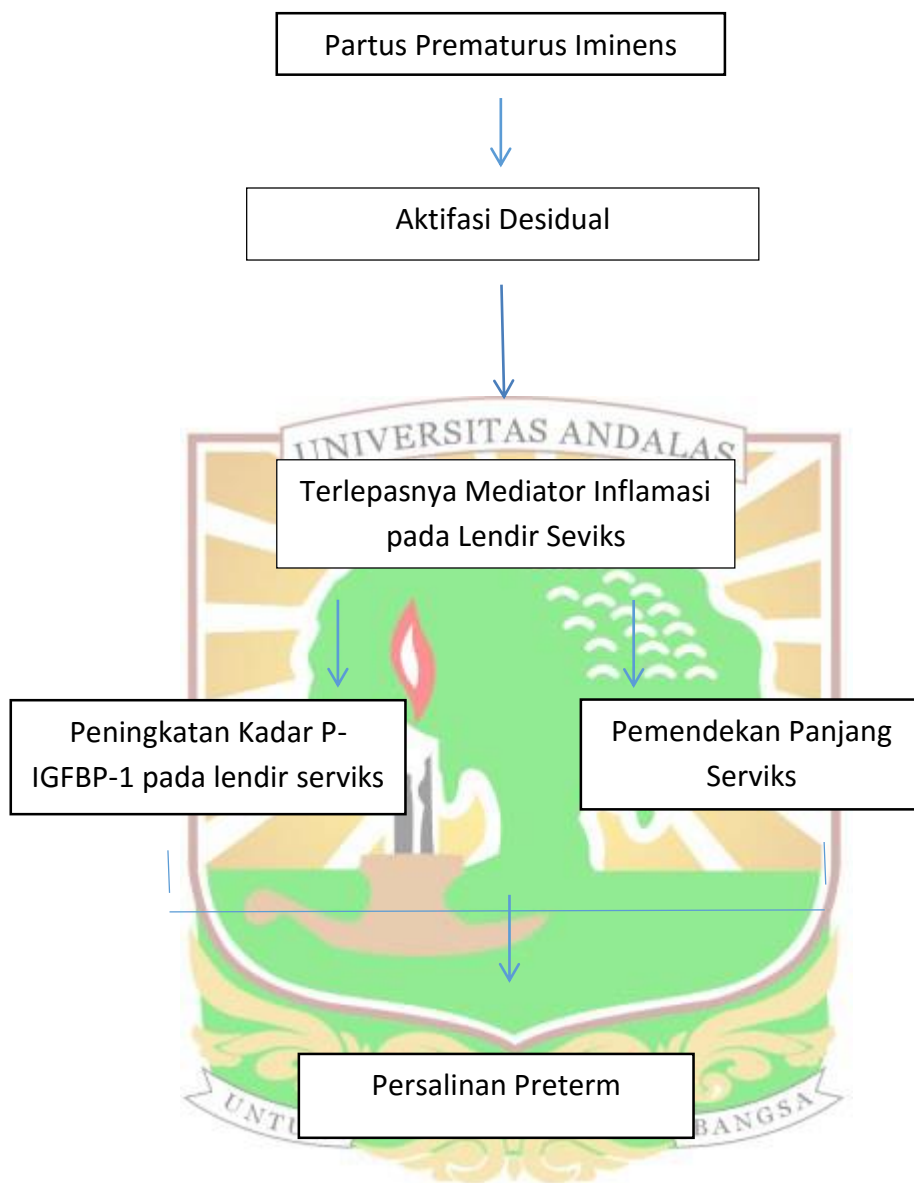 Partus Prematurus Iminens
Aktifasi Desidual
UNIVERSITAS ANDALAS
Terlepasnya Mediator Inflamasi
pada Lendir Seviks
Peningkatan Kadar P-
IGFBP-1 pada lendir serviks
Pemendekan Panjang
Serviks
Persalinan Preterm
BANGSA